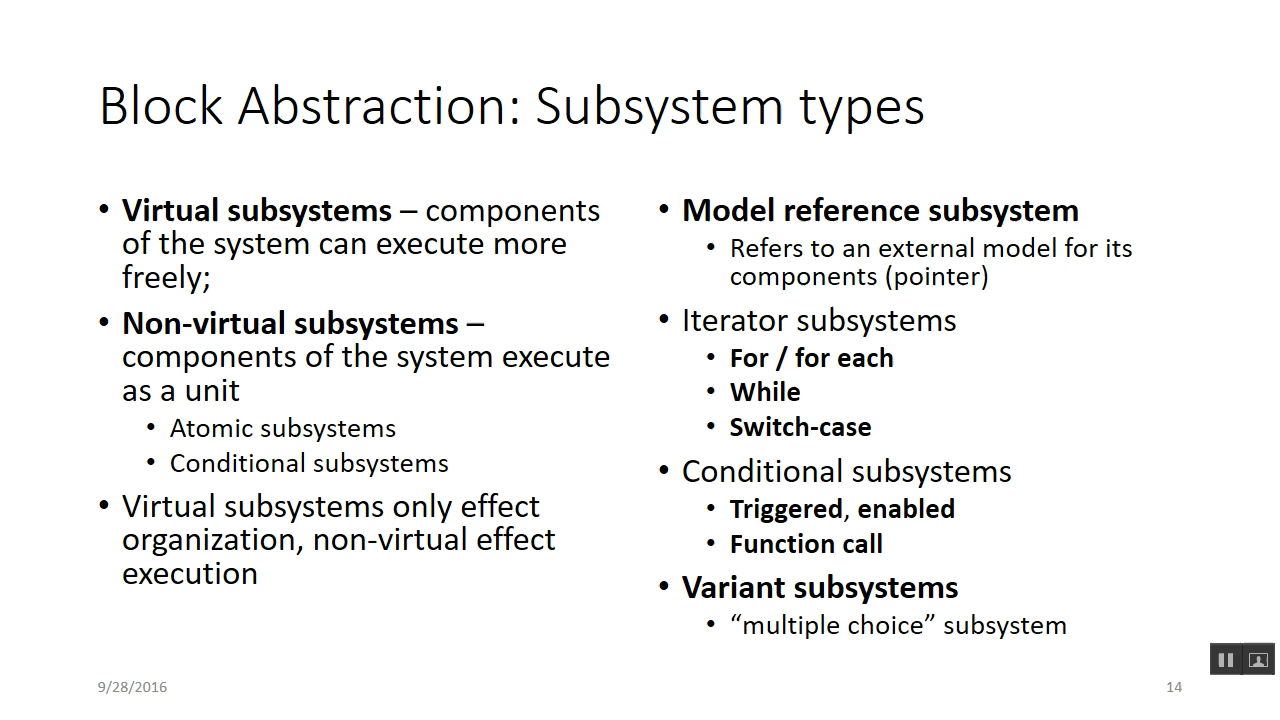 Block Abstraction: Subsystem types
• Virtual subsystems – components
of the system can execute more
freely;
• Non-virtual subsystems –
components of the system execute
as a unit
• Atomic subsystems
• Conditional subsystems
• Virtual subsystems only effect
organization, non-virtual effect
execution
• Model reference subsystem
• Refers to an external model for its
components (pointer)
• Iterator subsystems
• For / for each
• While
• Switch-case
• Conditional subsystems
• Triggered, enabled
• Function call
• Variant subsystems
• “multiple choice” subsystem
9/28/2016
14